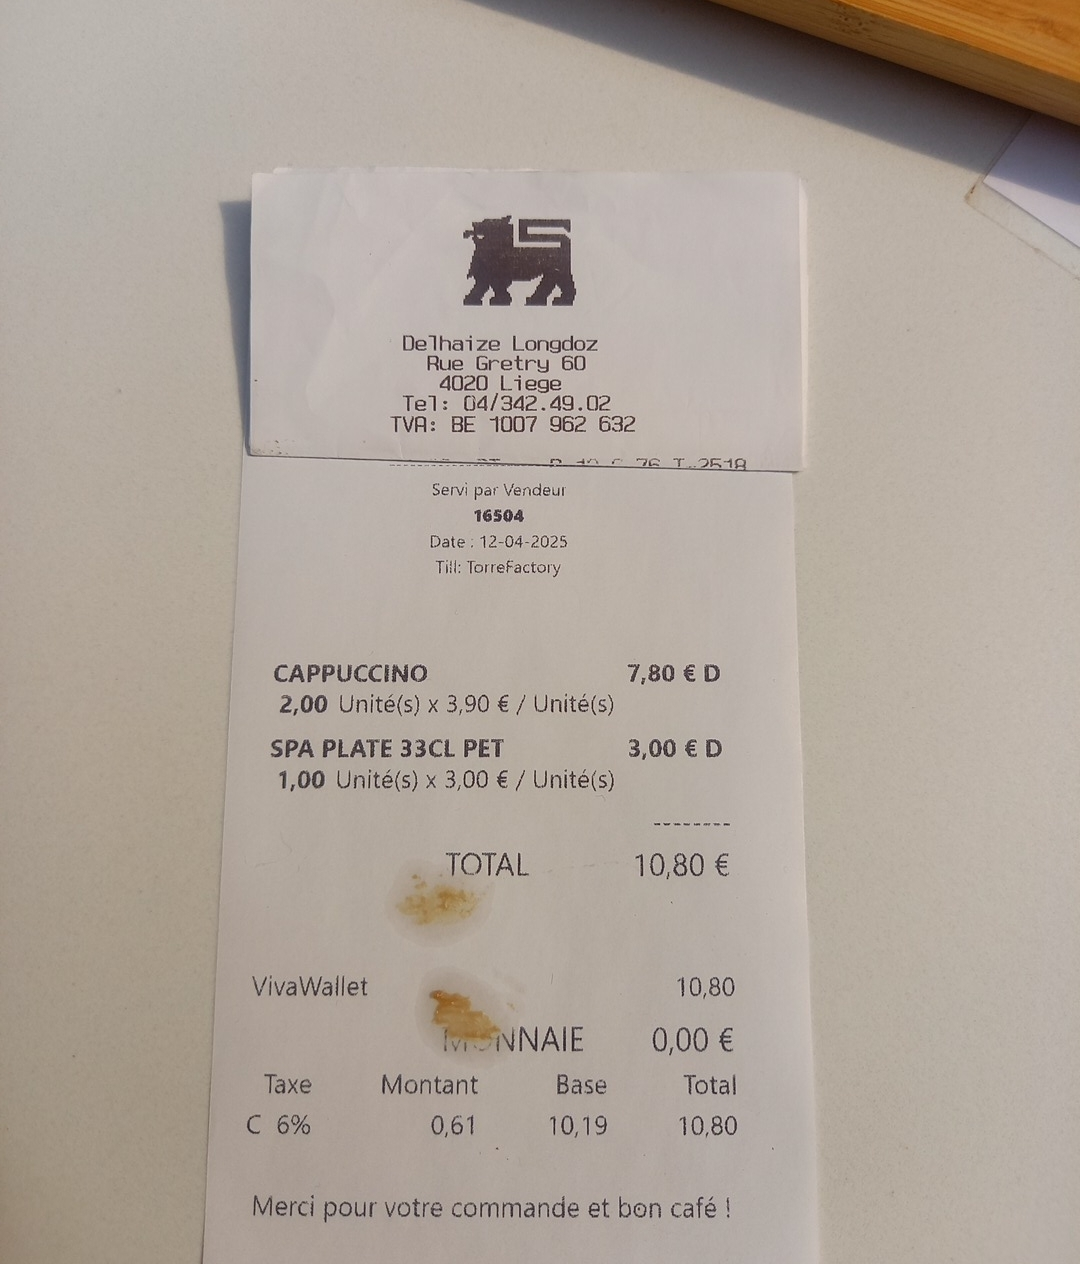 Delhaize Longdoz
Rue Gretry 60
4020 Liege
Tel: 04/342.49.02
TVA: BE 1007 962 632
Servi par Vendeur
16504
Date : 12-04-2025
Till: TorreFactory
CAPPUCCINO 7,80 € D
2,00 Unité(s) x 3,90 € / Unité(s)
SPA PLATE 33CL PET 3,00 € D
1,00 Unité(s) x 3,00 € / Unité(s)
--------
TOTAL 10,80 €
VivaWallet 10,80
MONNAIE 0,00 €
Taxe Montant Base Total
C 6% 0,61 10,19 10,80
Merci pour votre commande et bon café !